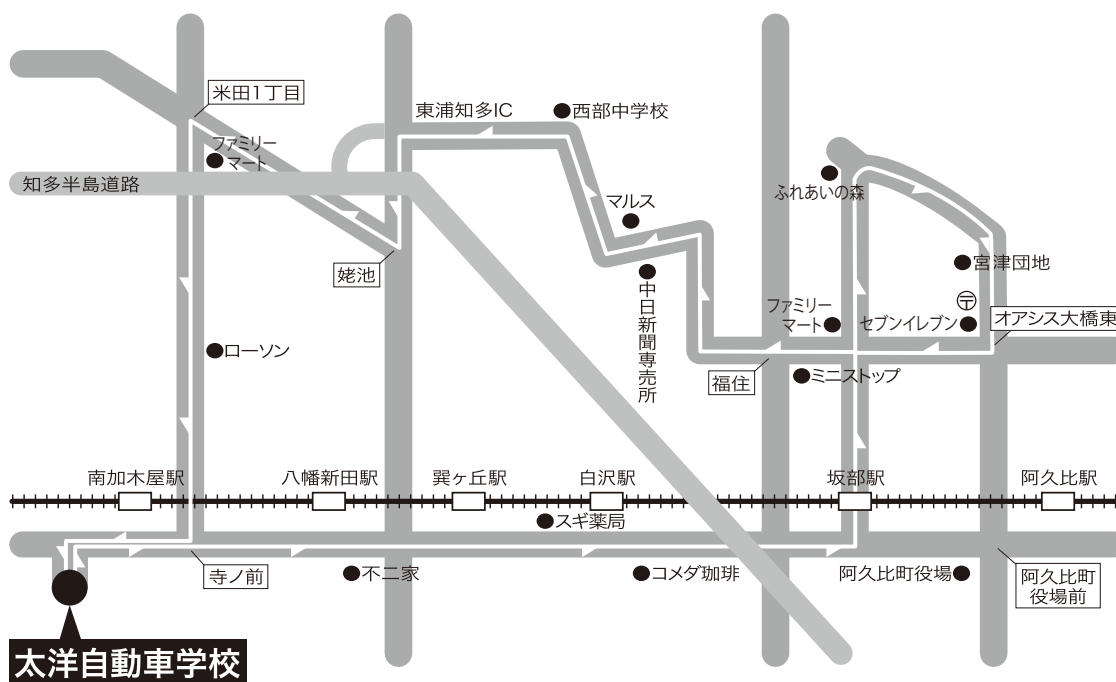 米田1丁目
東浦知多IC
西部中学校
ファミリー
マート
知多半島道路
ふれあいの森
マルス
姥池
宮津団地
中日新聞専売所
〒
ファミリー
マート
セブンイレブン
オアシス大橋東
ローソン
福住
ミニストップ
南加木屋駅
八幡新田駅
巽ヶ丘駅
白沢駅
坂部駅
阿久比駅
スギ薬局
寺ノ前
不二家
コメダ珈琲
阿久比町役場
阿久比町
役場前
太洋自動車学校